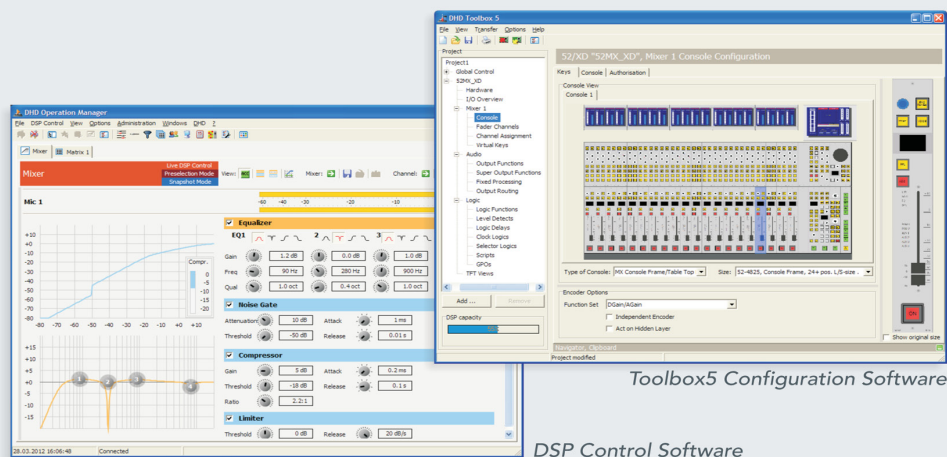 DHD Toolbox 5
File View Transfer Options Help
Project
Project1
Global Control
52MX_XD
Hardware
I/O Overview
Mixer 1
Console
Fader Channels
Channel Assignment
Virtual Keys
Audio
Output Functions
Super Output Functions
Fixed Processing
Output Routing
Logic
Logic Functions
Level Detects
Logic Delays
Clock Logics
Selector Logics
Scripts
GPOs
TFT Views
Add ... Remove
DSP capacity
52/XD "52MX_XD", Mixer 1 Console Configuration
Keys Console Authorisation
Console View
Console 1
Type of Console: MX Console Frame/Table Top Size: 52-4825, Console Frame, 24+ pos. L/S-size .
Encoder Options
Function Set DGain/AGain
Independent Encoder
Act on Hidden Layer
ON
Show original size
Navigator, Clipboard
Project modified
Toolbox5 Configuration Software
DHD Operation Manager
File DSP Control View Options Administration Windows DHD ?
Mixer Matrix 1
Mixer
Live DSP Control
Preselection Mode
Snapshot Mode
View: Mixer: Channel:
Mic 1
-60 -40 -30 -20 -10
+10
+0
-10
-20
-30
-40
-50
-60
-70
-80
-80 -70 -60 -50 -40 -30 -20 -10 +0 +10
Compr.
0
-5
-10
-15
-20
+15
+10
+5
+0
-5
-10
-15
1 2 3 4
Equalizer
EQ1 2 3
Gain 1.2 dB 0.0 dB 1.0 dB
Freq 90 Hz 280 Hz 900 Hz
Qual 1.0 oct 0.4 oct 1.0 oct
Noise Gate
Attenuation 10 dB Attack 1 ms
Threshold -50 dB Release 0.01 s
Compressor
Gain 5 dB Attack 0.2 ms
Threshold -18 dB Release 0.1 s
Ratio 2.2:1
Limiter
Threshold 0 dB Release 20 dB/s
28.03.2012 16:06:48 Connected
DSP Control Software